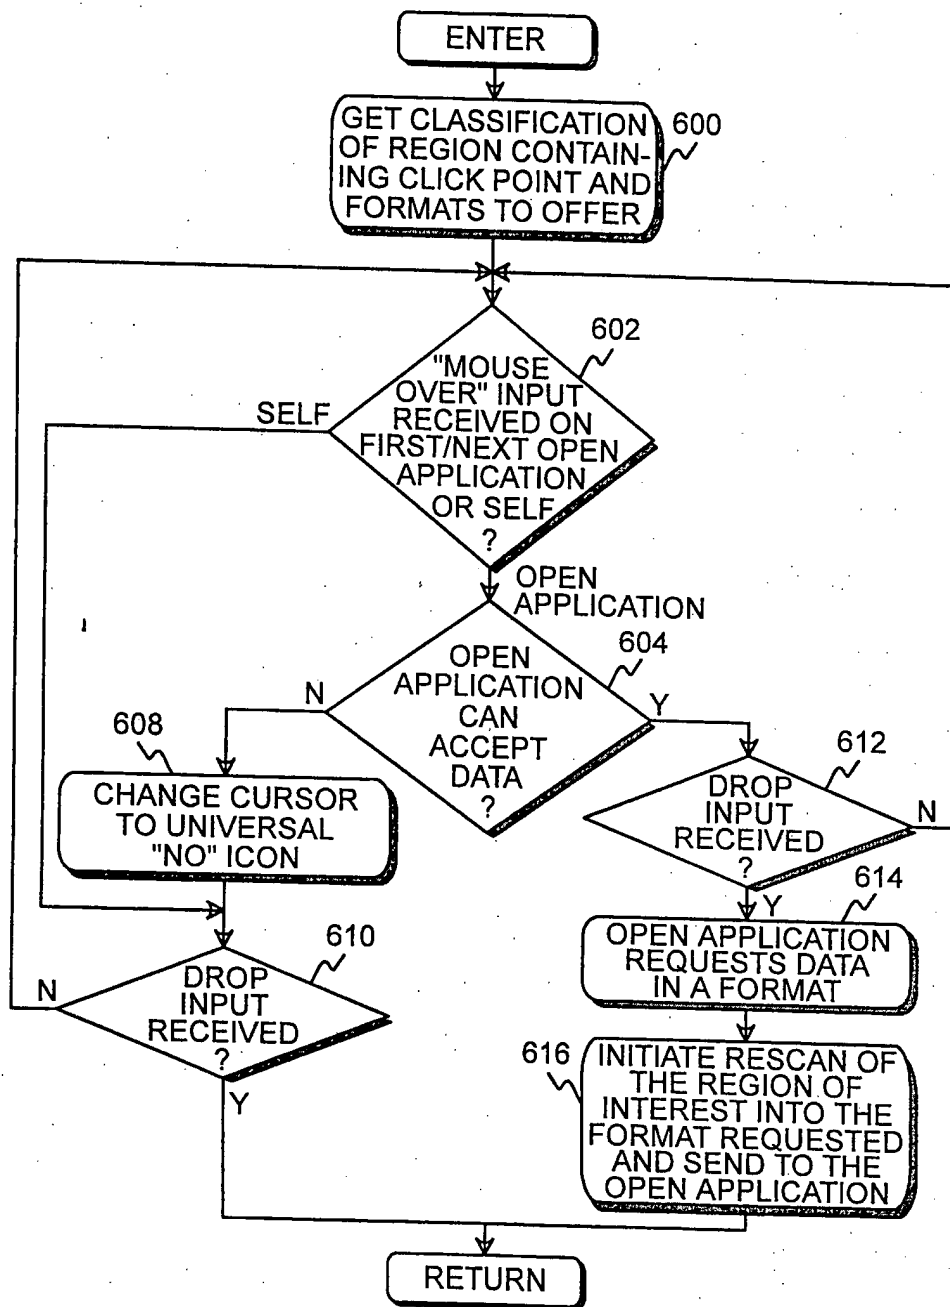 ENTER
GET CLASSIFICATION
OF REGION CONTAIN-
ING CLICK POINT AND
FORMATS TO OFFER
600
602
"MOUSE
OVER" INPUT
RECEIVED ON
FIRST/NEXT OPEN
APPLICATION
OR SELF
?
SELF
OPEN
APPLICATION
604
OPEN
APPLICATION
CAN
ACCEPT
DATA
?
N
Y
608
CHANGE CURSOR
TO UNIVERSAL
"NO" ICON
612
DROP
INPUT
RECEIVED
?
N
Y
614
OPEN APPLICATION
REQUESTS DATA
IN A FORMAT
610
DROP
INPUT
RECEIVED
?
N
Y
616
INITIATE RESCAN OF
THE REGION OF
INTEREST INTO THE
FORMAT REQUESTED
AND SEND TO THE
OPEN APPLICATION
RETURN